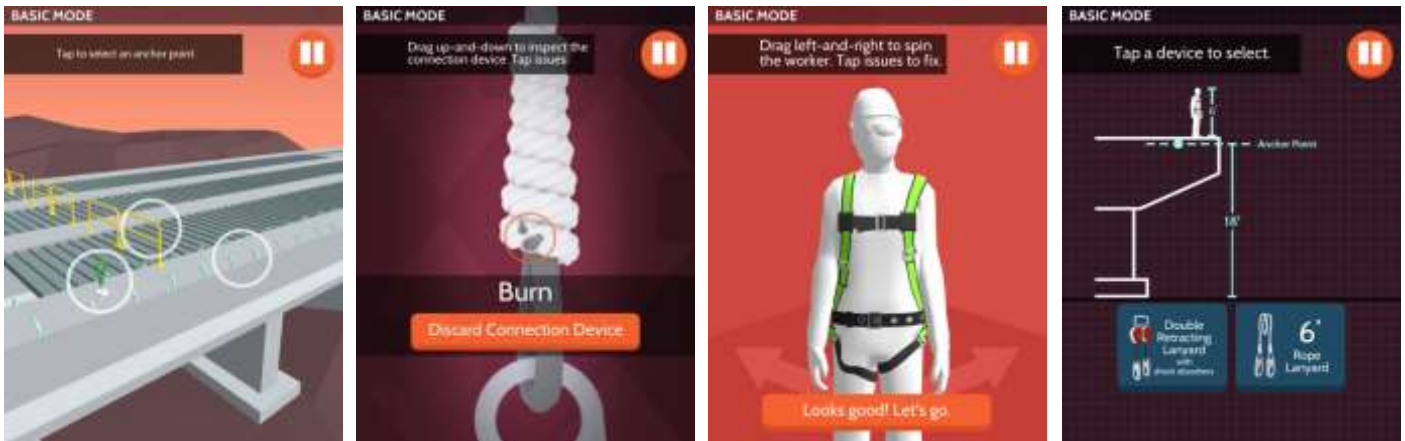 BASIC MODE
Tap to select an anchor point.
BASIC MODE
Drag up-and-down to inspect the
connection device. Tap issues
Burn
Discard Connection Device
BASIC MODE
Drag left-and-right to spin
the worker. Tap issues to fix.
Looks good! Let's go.
BASIC MODE
Tap a device to select.
6'
Anchor Point
18'
Double
Retracting
Lanyard
with
shock absorbers
6'
Rope
Lanyard